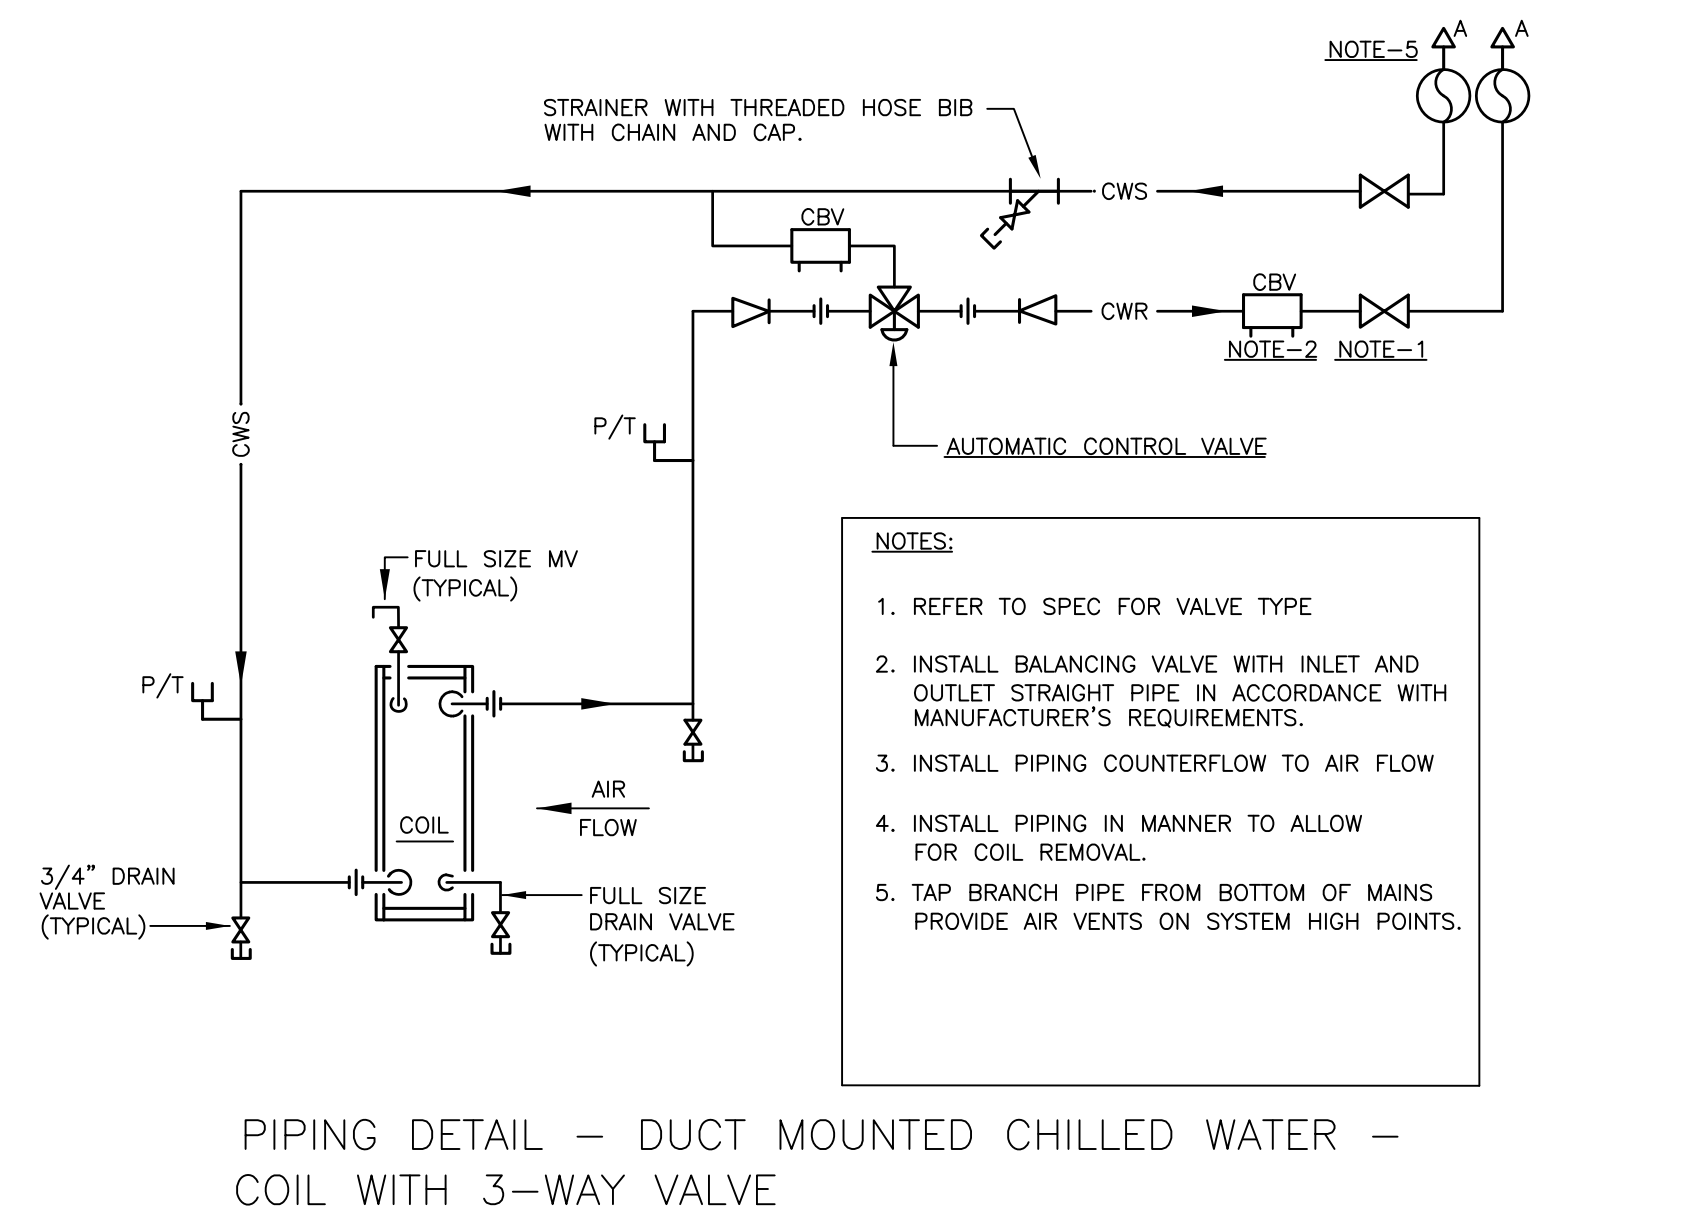 NOTE-5
A
A
STRAINER WITH THREADED HOSE BIB
WITH CHAIN AND CAP.
CWS
CBV
CBV
CWR
NOTE-2
NOTE-1
CWS
P/T
AUTOMATIC CONTROL VALVE
FULL SIZE MV
(TYPICAL)
P/T
AIR
FLOW
COIL
3/4” DRAIN
VALVE
(TYPICAL)
FULL SIZE
DRAIN VALVE
(TYPICAL)
NOTES:
1. REFER TO SPEC FOR VALVE TYPE
2. INSTALL BALANCING VALVE WITH INLET AND
OUTLET STRAIGHT PIPE IN ACCORDANCE WITH
MANUFACTURER'S REQUIREMENTS.
3. INSTALL PIPING COUNTERFLOW TO AIR FLOW
4. INSTALL PIPING IN MANNER TO ALLOW
FOR COIL REMOVAL.
5. TAP BRANCH PIPE FROM BOTTOM OF MAINS
PROVIDE AIR VENTS ON SYSTEM HIGH POINTS.
PIPING DETAIL – DUCT MOUNTED CHILLED WATER –
COIL WITH 3-WAY VALVE